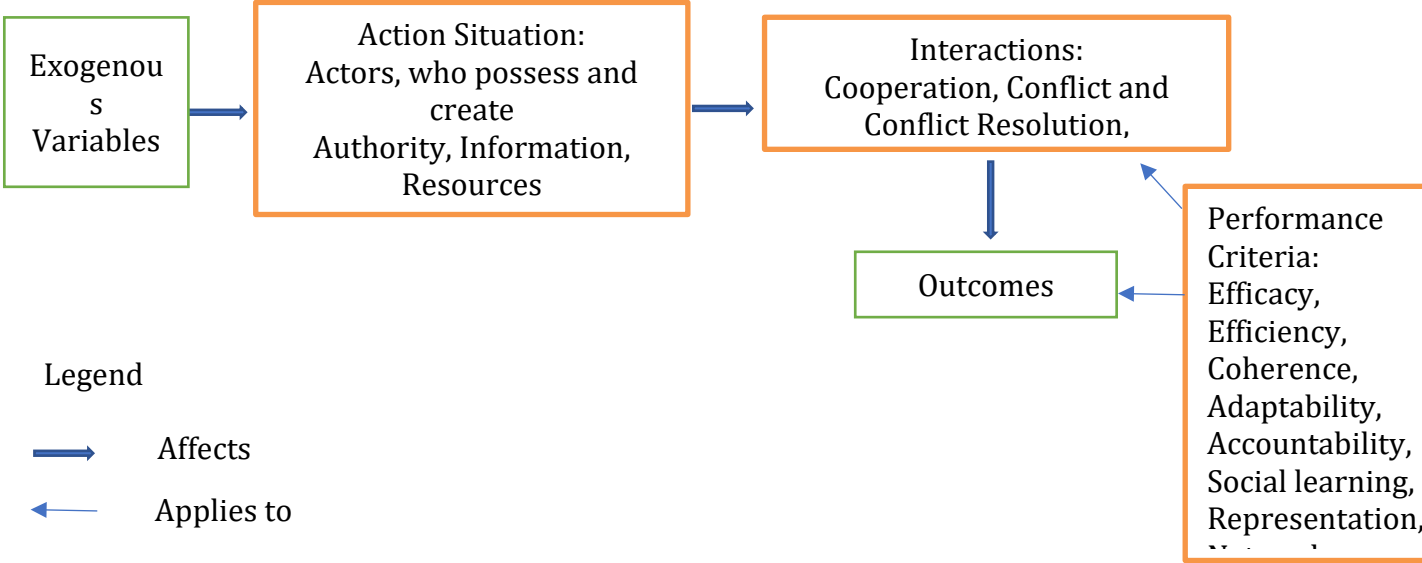 Exogenou
s
Variables
Action Situation:
Actors, who possess and
create
Authority, Information,
Resources
Interactions:
Cooperation, Conflict and
Conflict Resolution,
Outcomes
Performance
Criteria:
Efficacy,
Efficiency,
Coherence,
Adaptability,
Accountability,
Social learning,
Representation,
Legend
Affects
Applies to